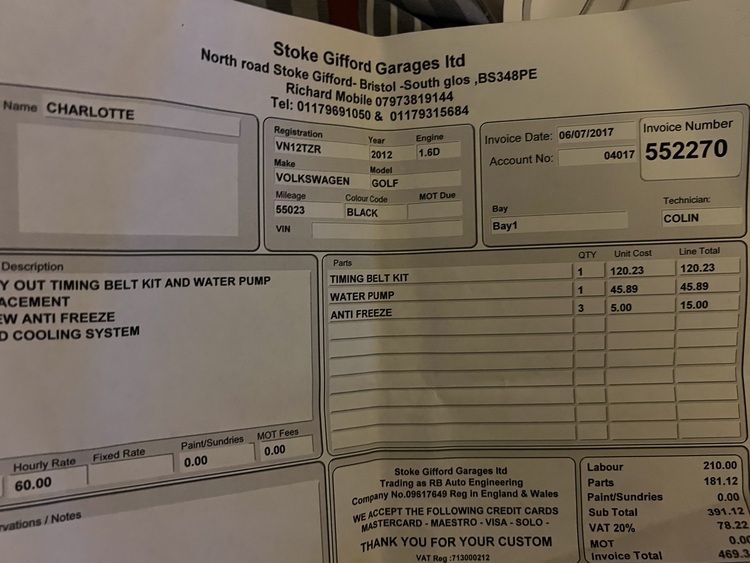 Stoke Gifford Garages ltd
North road Stoke Gifford- Bristol -South glos ,BS348PE
Richard Mobile 07973819144
Tel: 01179691050 & 01179315684
Name CHARLOTTE
Registration Year Engine
VN12TZR 2012 1.6D
Make Model
VOLKSWAGEN GOLF
Mileage Colour Code MOT Due
55023 BLACK
VIN
Invoice Date: 06/07/2017
Account No: 04017
Invoice Number
552270
Bay Technician:
Bay1 COLIN
Description
Y OUT TIMING BELT KIT AND WATER PUMP
ACEMENT
EW ANTI FREEZE
D COOLING SYSTEM
Parts QTY Unit Cost Line Total
TIMING BELT KIT 1 120.23 120.23
WATER PUMP 1 45.89 45.89
ANTI FREEZE 3 5.00 15.00
Hourly Rate Fixed Rate Paint/Sundries MOT Fees
60.00 0.00 0.00
rvations / Notes
Stoke Gifford Garages ltd
Trading as RB Auto Engineering
Company No.09617649 Reg in England & Wales
WE ACCEPT THE FOLLOWING CREDIT CARDS
MASTERCARD - MAESTRO - VISA - SOLO -
THANK YOU FOR YOUR CUSTOM
VAT Reg :713000212
Labour 210.00
Parts 181.12
Paint/Sundries 0.00
Sub Total 391.12
VAT 20% 78.22
MOT 0.00
Invoice Total 469.3